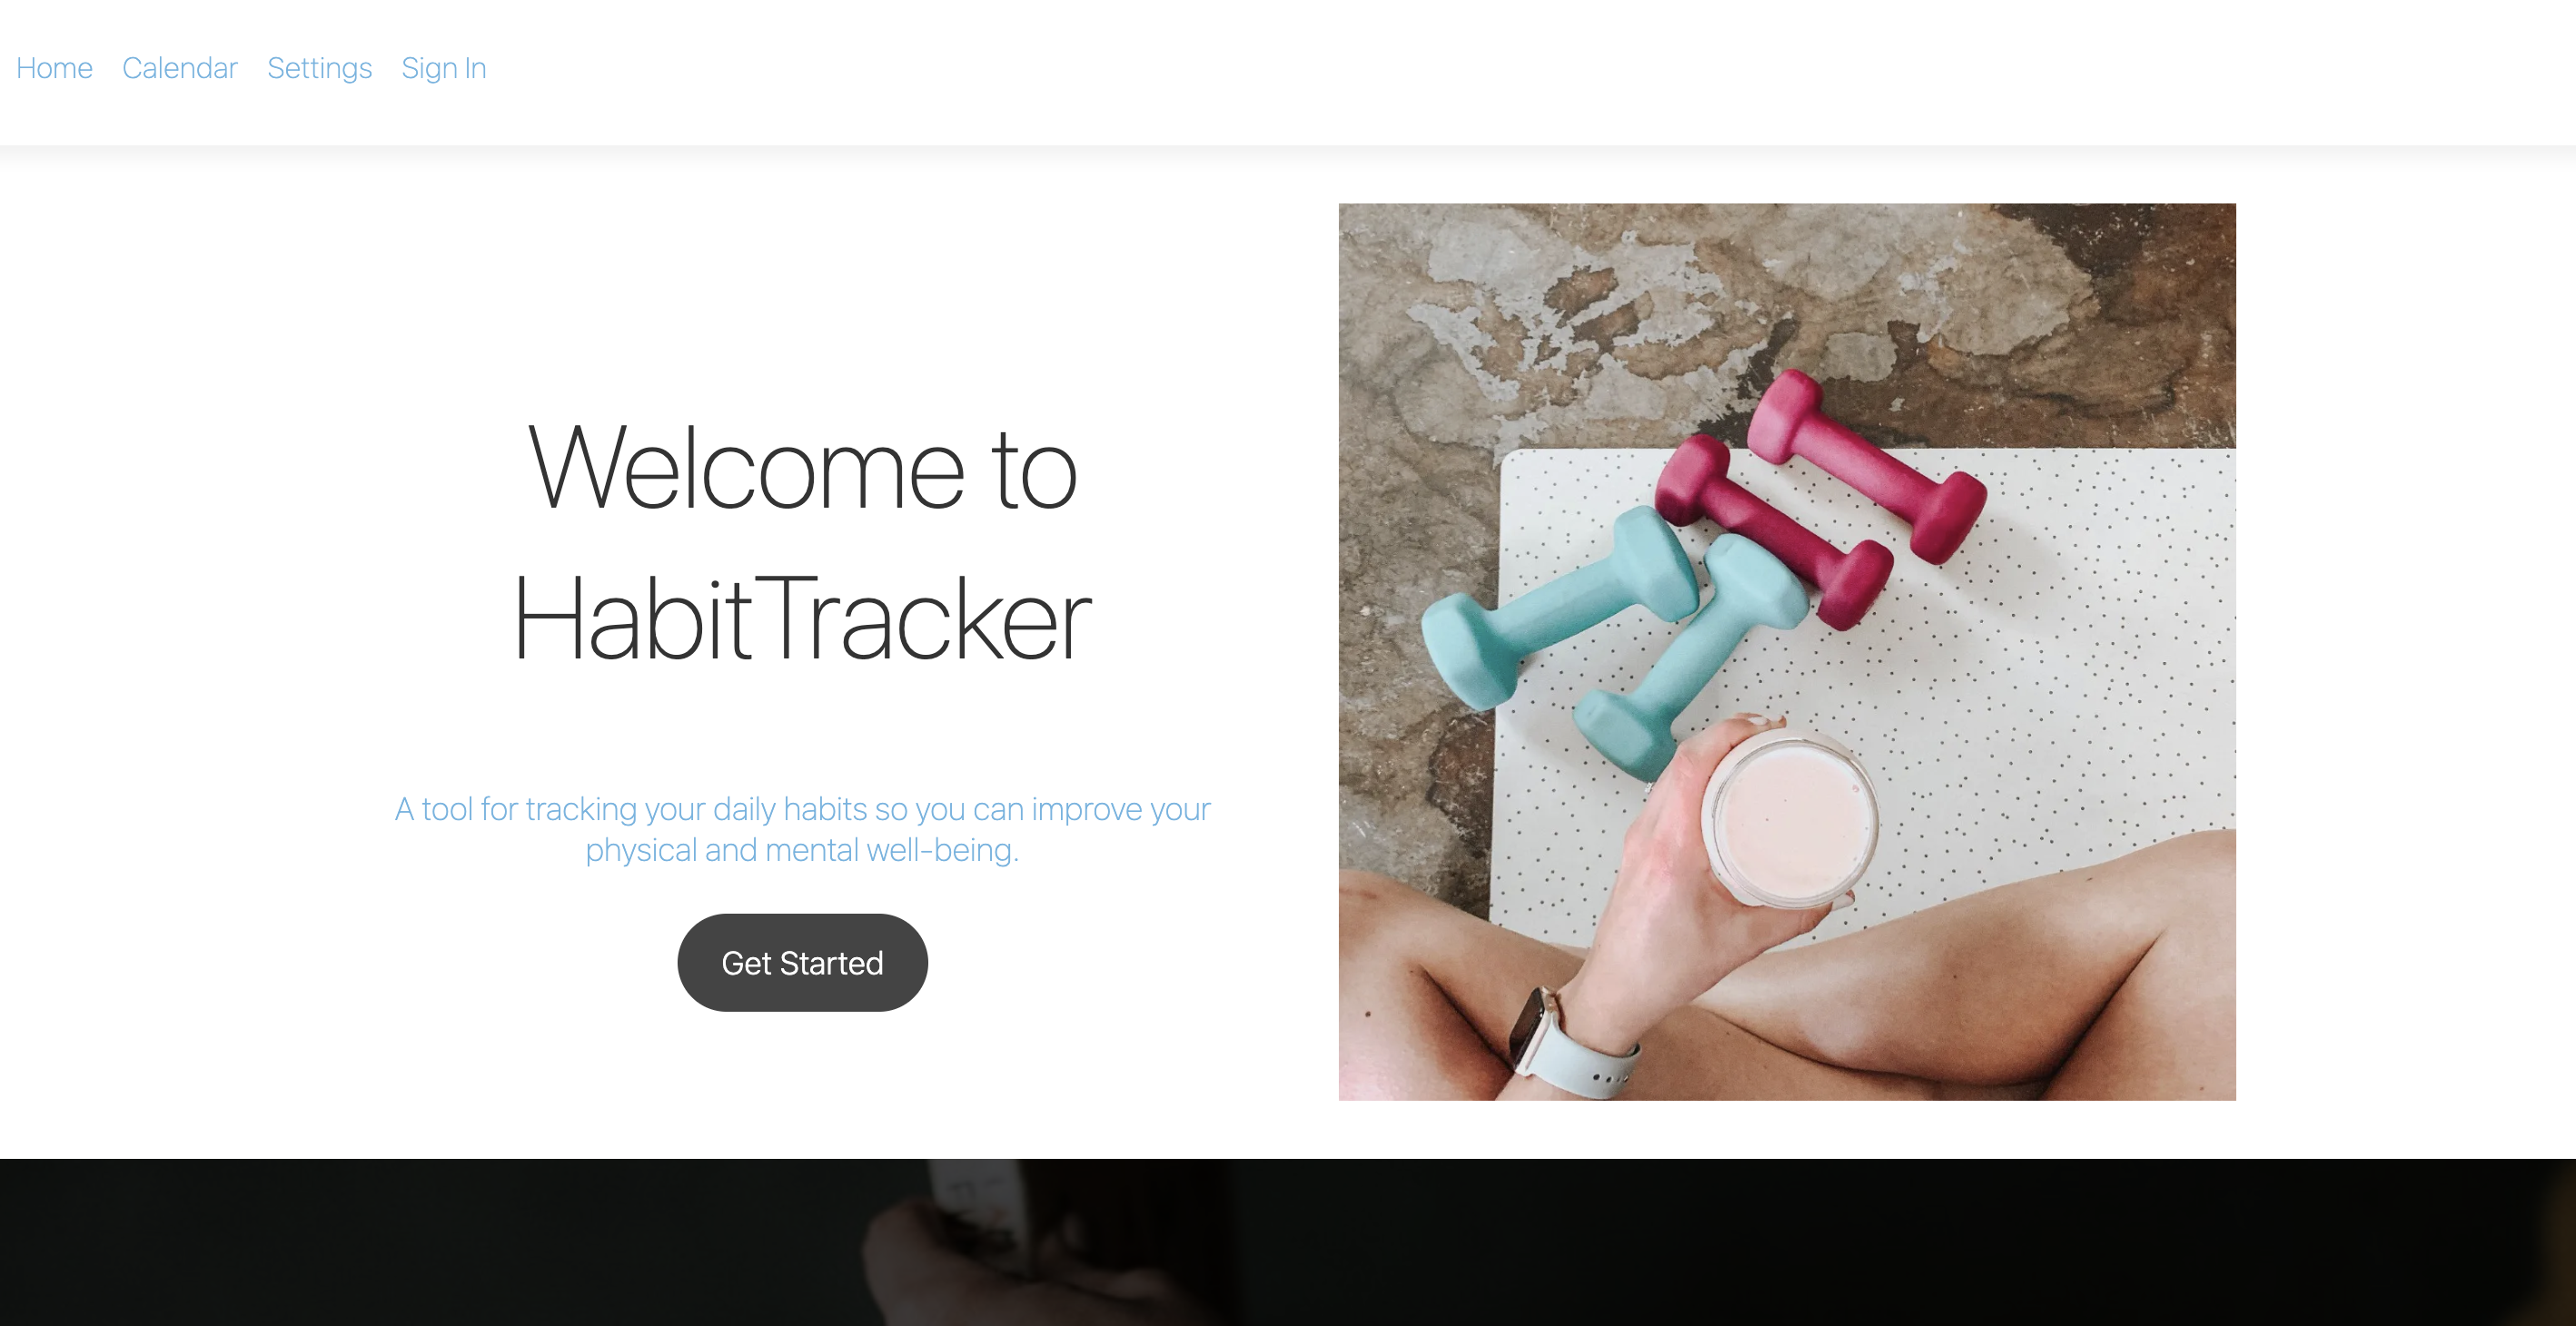 Home Calendar Settings Sign In
Welcome to
HabitTracker
A tool for tracking your daily habits so you can improve your
physical and mental well-being.
Get Started